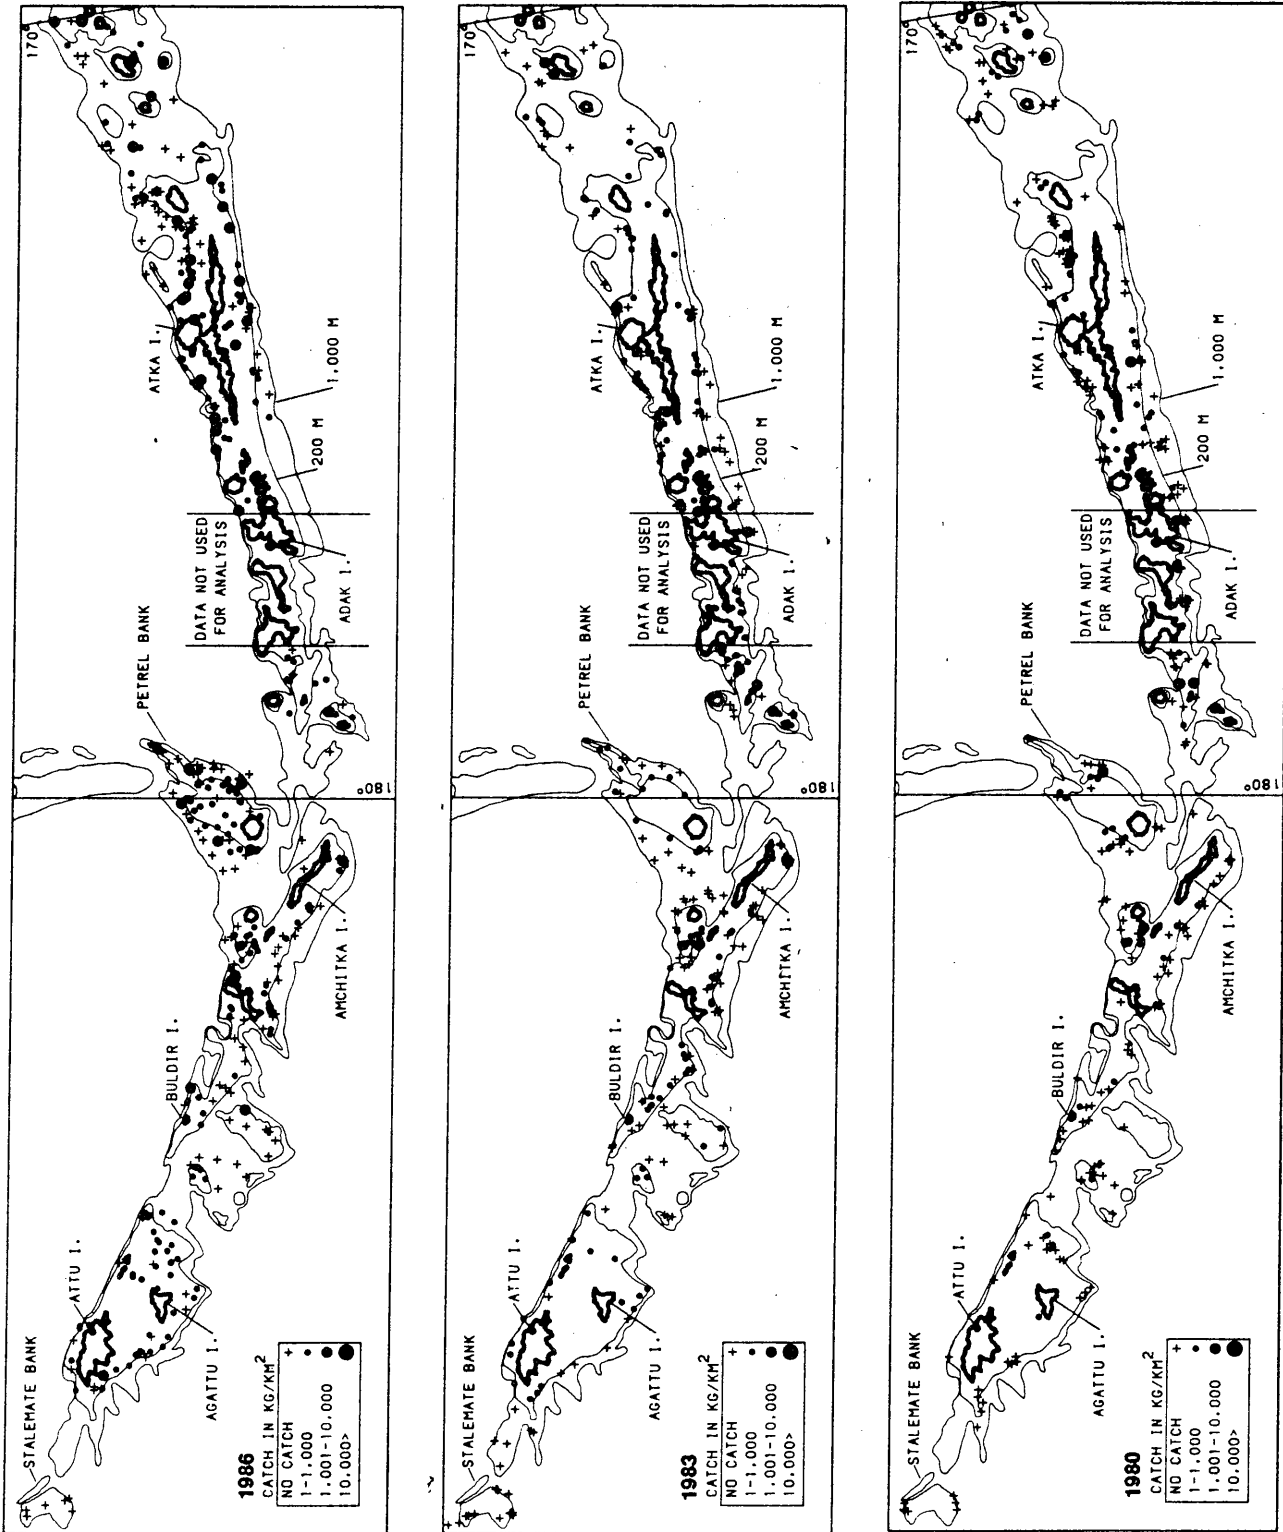 1986
CATCH IN KG/KM²
NO CATCH +
1-1.000
1.001-10.000
10.000>
STALEMATE BANK
ATTU I.
AGATTU I.
BULDIR I.
AMCHITKA I.
PETREL BANK
180°
DATA NOT USED
FOR ANALYSIS
ADAK I.
ATKA I.
200 M
1.000 M
170°
1983
CATCH IN KG/KM²
NO CATCH +
1-1.000
1.001-10.000
10.000>
STALEMATE BANK
ATTU I.
AGATTU I.
BULDIR I.
AMCHITKA I.
PETREL BANK
180°
DATA NOT USED
FOR ANALYSIS
ADAK I.
ATKA I.
200 M
1.000 M
170°
1980
CATCH IN KG/KM²
NO CATCH +
1-1.000
1.001-10.000
10.000>
STALEMATE BANK
ATTU I.
AGATTU I.
BULDIR I.
AMCHITKA I.
PETREL BANK
180°
DATA NOT USED
FOR ANALYSIS
ADAK I.
ATKA I.
200 M
1.000 M
170°